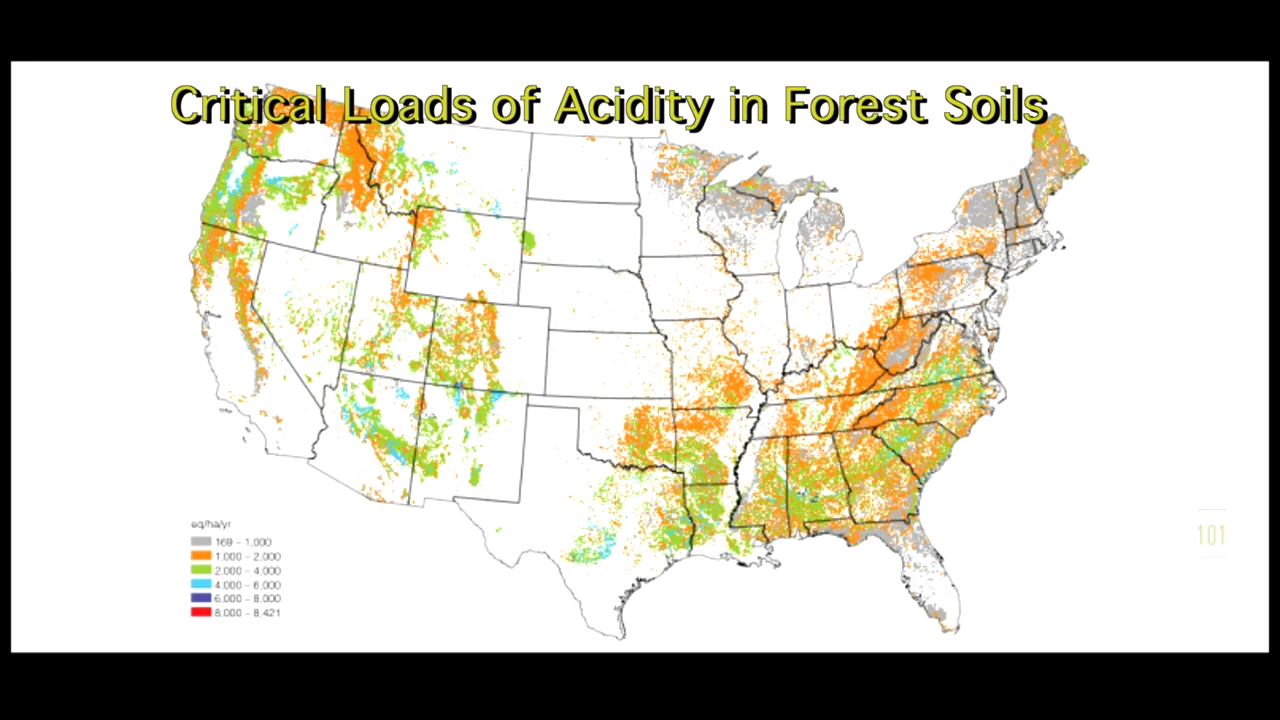 Critical Loads of Acidity in Forest Soils
101
eq/ha/yr
169 - 1,000
1,000 - 2,000
2,000 - 4,000
4,000 - 6,000
6,000 - 8,000
8,000 - 8,421